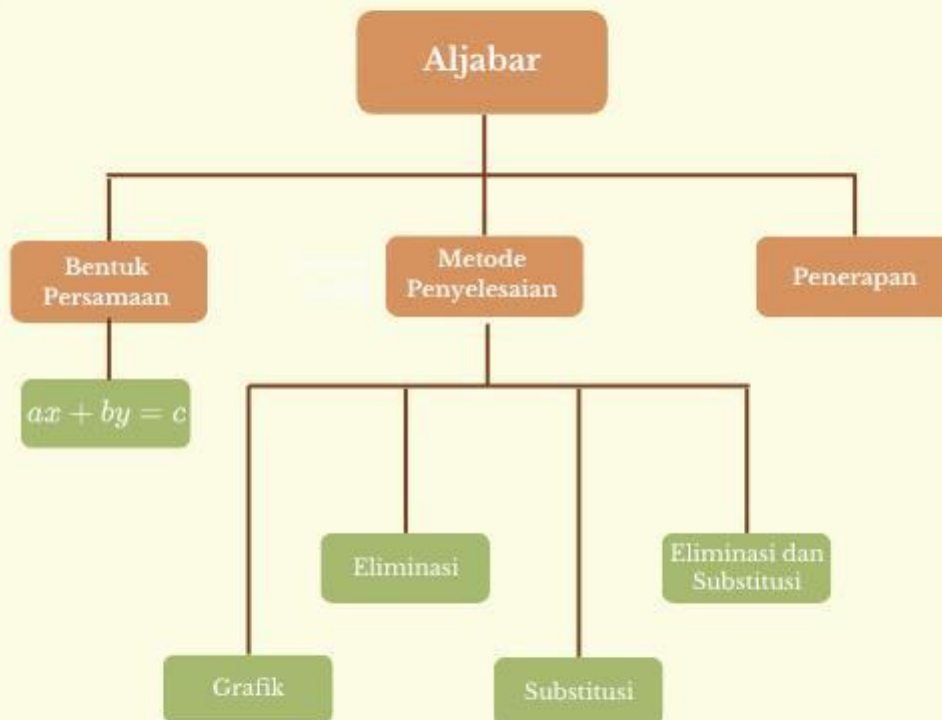 Aljabar
Bentuk
Persamaan
Metode
Penyelesaian
Penerapan
ax + by = c
Eliminasi
Eliminasi dan
Substitusi
Grafik
Substitusi